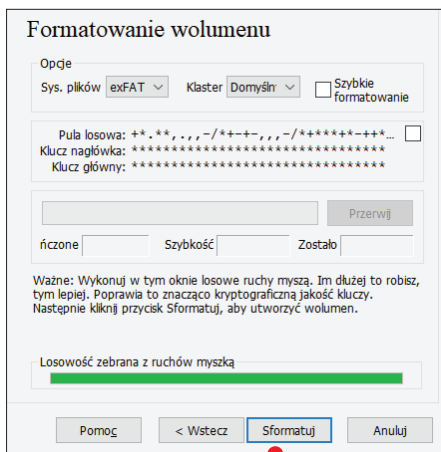 Formatowanie wolumenu
Opcje
Sys. plików exFAT Klaster Domyśln Szybkie formatowanie
Pula losowa: +*.**,.,,-/*+-+-,,,-/*+***+*-++*...
Klucz nagłówka: ********************************
Klucz główny: ********************************
Przerwij
ńczone Szybkość Zostało
Ważne: Wykonuj w tym oknie losowe ruchy myszą. Im dłużej to robisz,
tym lepiej. Poprawia to znacząco kryptograficzną jakość kluczy.
Następnie kliknij przycisk Sformatuj, aby utworzyć wolumen.
Losowość zebrana z ruchów myszką
Pomoc < Wstecz Sformatuj Anuluj